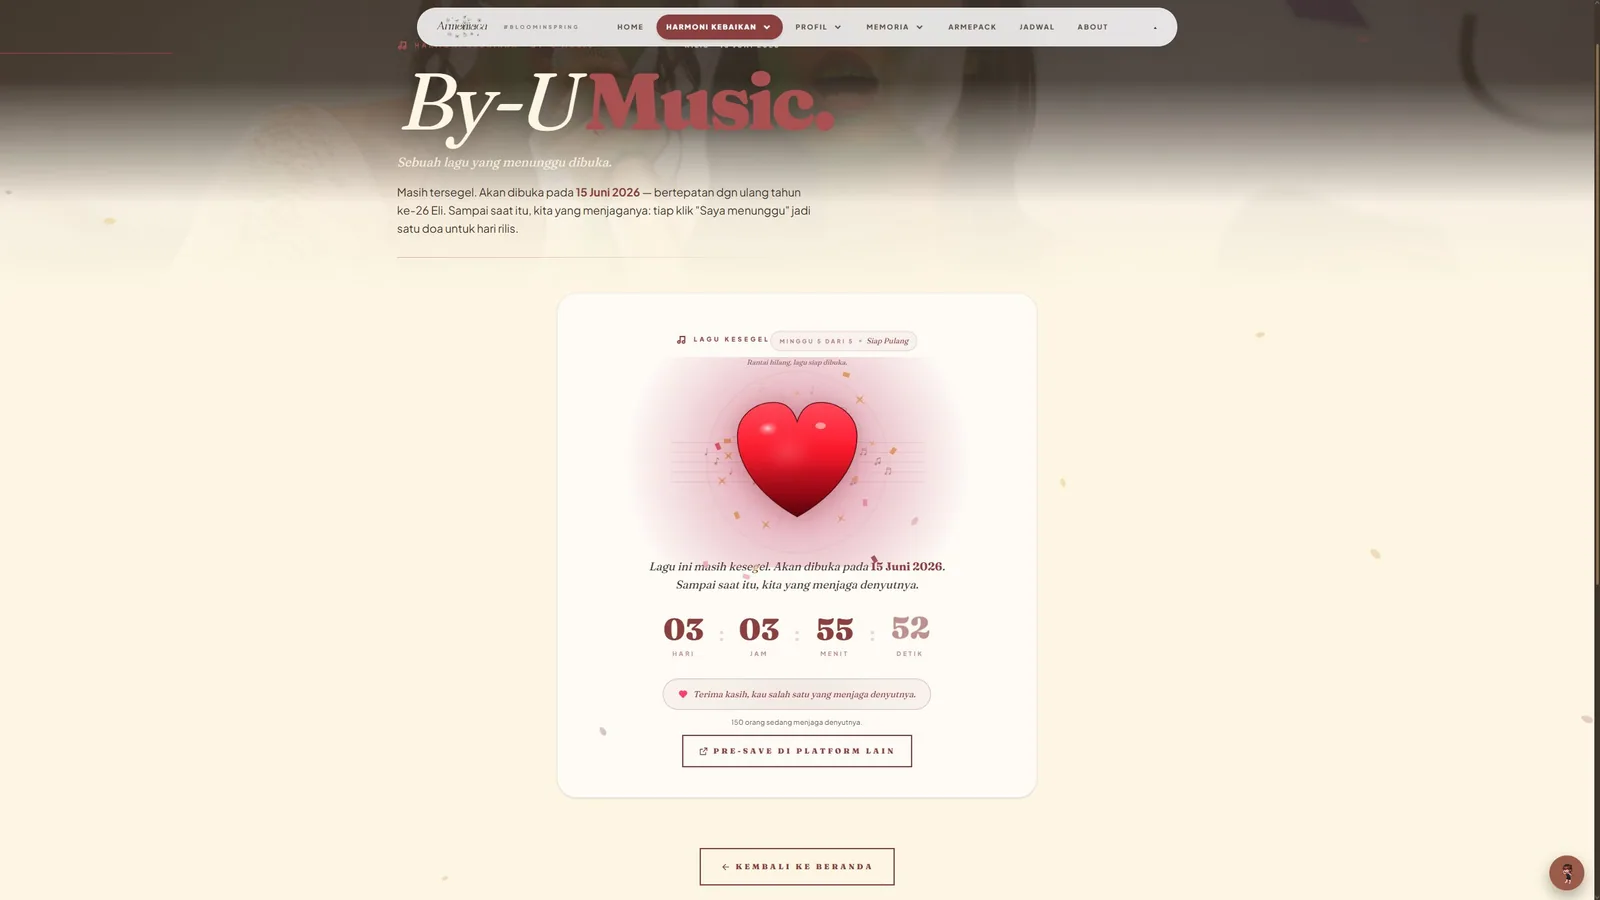 Armeniaca
#BLOOMINSPRING
HOME
HARMONI KEBAIKAN
PROFIL
MEMORIA
ARMEPACK
JADWAL
ABOUT
By-U Music.
Sebuah lagu yang menunggu dibuka.
Masih tersegel. Akan dibuka pada 15 Juni 2026 — bertepatan dgn ulang tahun
ke-26 Eli. Sampai saat itu, kita yang menjaganya: tiap klik "Saya menunggu" jadi
satu doa untuk hari rilis.
LAGU KESEGEL
MINGGU 5 DARI 5 • Siap Pulang
Rantai hilang, lagu siap dibuka.
Lagu ini masih kesegel. Akan dibuka pada 15 Juni 2026.
Sampai saat itu, kita yang menjaga denyutnya.
03 : 03 : 55 : 52
HARI JAM MENIT DETIK
Terima kasih, kau salah satu yang menjaga denyutnya.
150 orang sedang menjaga denyutnya.
PRE-SAVE DI PLATFORM LAIN
← KEMBALI KE BERANDA